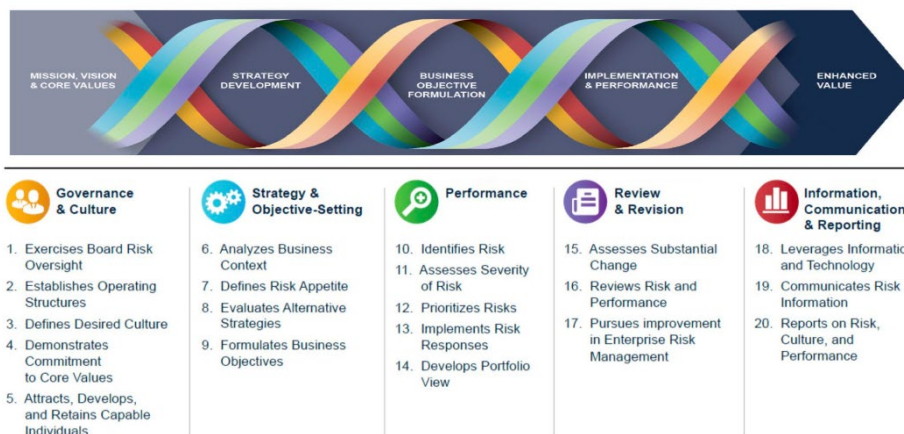 MISSION, VISION
& CORE VALUES
STRATEGY
DEVELOPMENT
BUSINESS
OBJECTIVE
FORMULATION
IMPLEMENTATION
& PERFORMANCE
ENHANCED
VALUE
Governance
& Culture
1. Exercises Board Risk
Oversight
2. Establishes Operating
Structures
3. Defines Desired Culture
4. Demonstrates
Commitment
to Core Values
5. Attracts, Develops,
and Retains Capable
Individuals
Strategy &
Objective-Setting
6. Analyzes Business
Context
7. Defines Risk Appetite
8. Evaluates Alternative
Strategies
9. Formulates Business
Objectives
Performance
10. Identifies Risk
11. Assesses Severity
of Risk
12. Prioritizes Risks
13. Implements Risk
Responses
14. Develops Portfolio
View
Review
& Revision
15. Assesses Substantial
Change
16. Reviews Risk and
Performance
17. Pursues improvement
in Enterprise Risk
Management
Information,
Communication
& Reporting
18. Leverages Informatio
and Technology
19. Communicates Risk
Information
20. Reports on Risk,
Culture, and
Performance